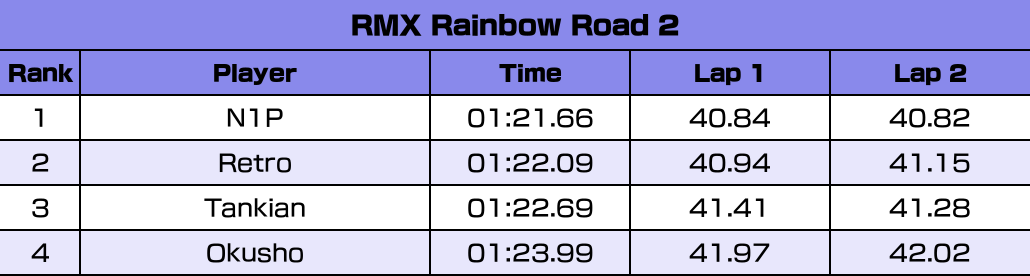 RMX Rainbow Road 2
Rank Player Time Lap 1 Lap 2
1 N1P 01:21.66 40.84 40.82
2 Retro 01:22.09 40.94 41.15
3 Tankian 01:22.69 41.41 41.28
4 Okusho 01:23.99 41.97 42.02